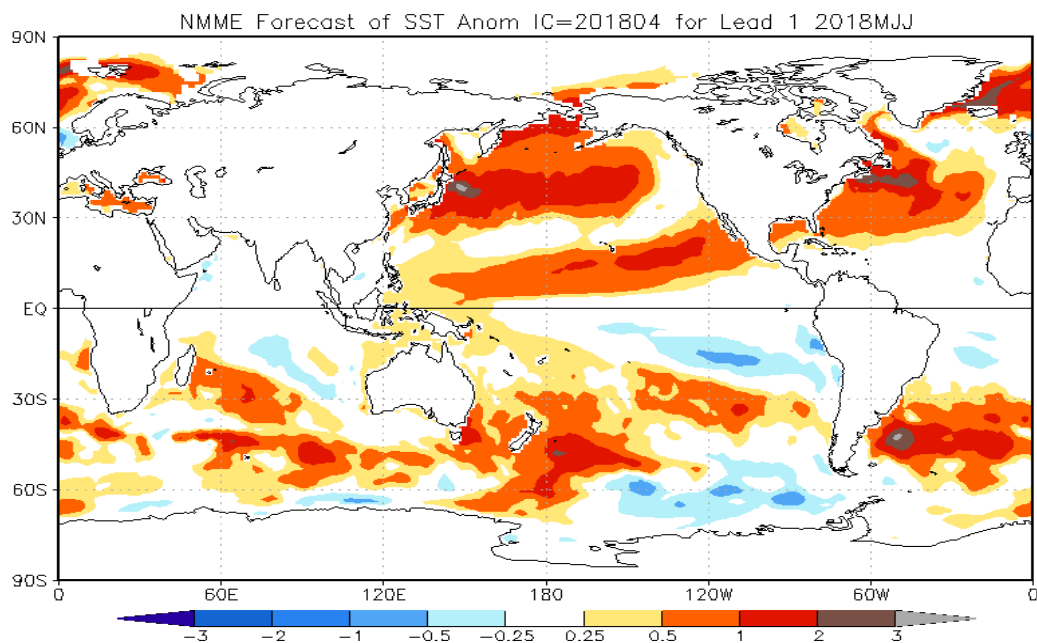 NMME Forecast of SST Anom IC=201804 for Lead 1 2018MJJ
90N
60N
30N
EQ
30S
60S
90S
0 60E 120E 180 120W 60W 0
-3 -2 -1 -0.5 -0.25 0.25 0.5 1 2 3